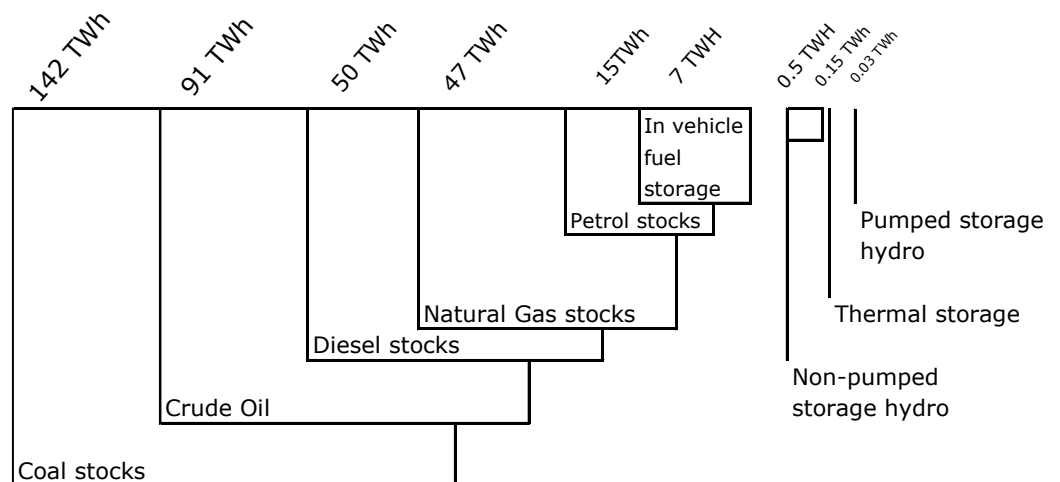 142 TWh
91 TWh
50 TWh
47 TWh
15TWh
7 TWH
0.5 TWH
0.15 TWh
0.03 TWh
In vehicle
fuel
storage
Petrol stocks
Pumped storage
hydro
Natural Gas stocks
Thermal storage
Diesel stocks
Non-pumped
storage hydro
Crude Oil
Coal stocks